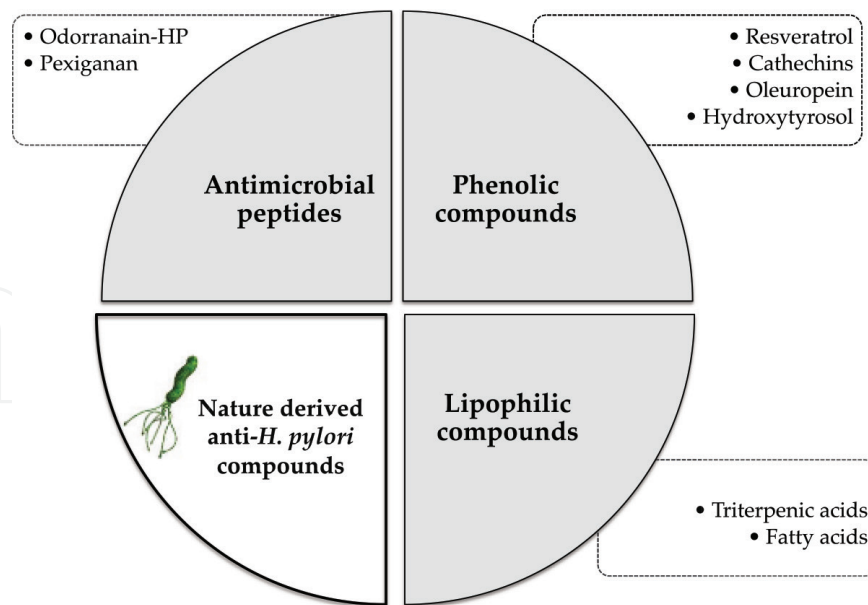 • Odorranain-HP
• Pexiganan
• Resveratrol
• Cathechins
• Oleuropein
• Hydroxytyrosol
Antimicrobial
peptides
Phenolic
compounds
Nature derived
anti-H. pylori
compounds
Lipophilic
compounds
• Triterpenic acids
• Fatty acids